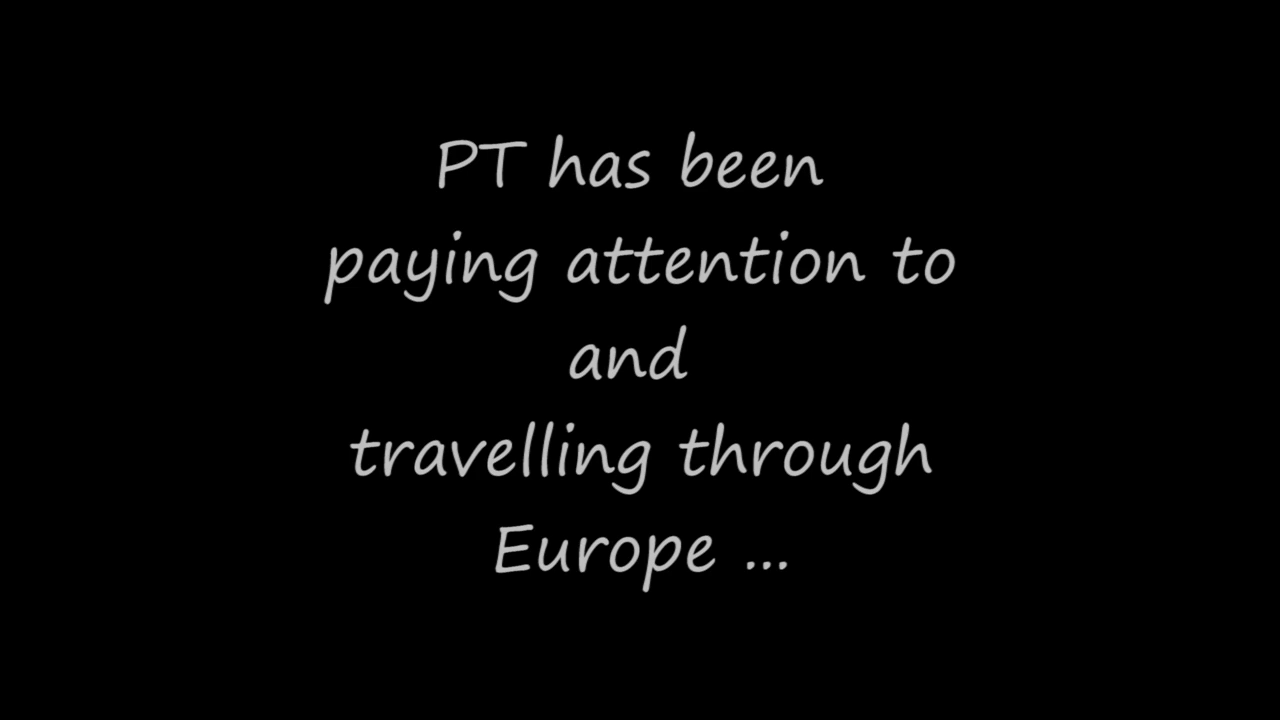 PT has been
paying attention to
and
travelling through
Europe ...